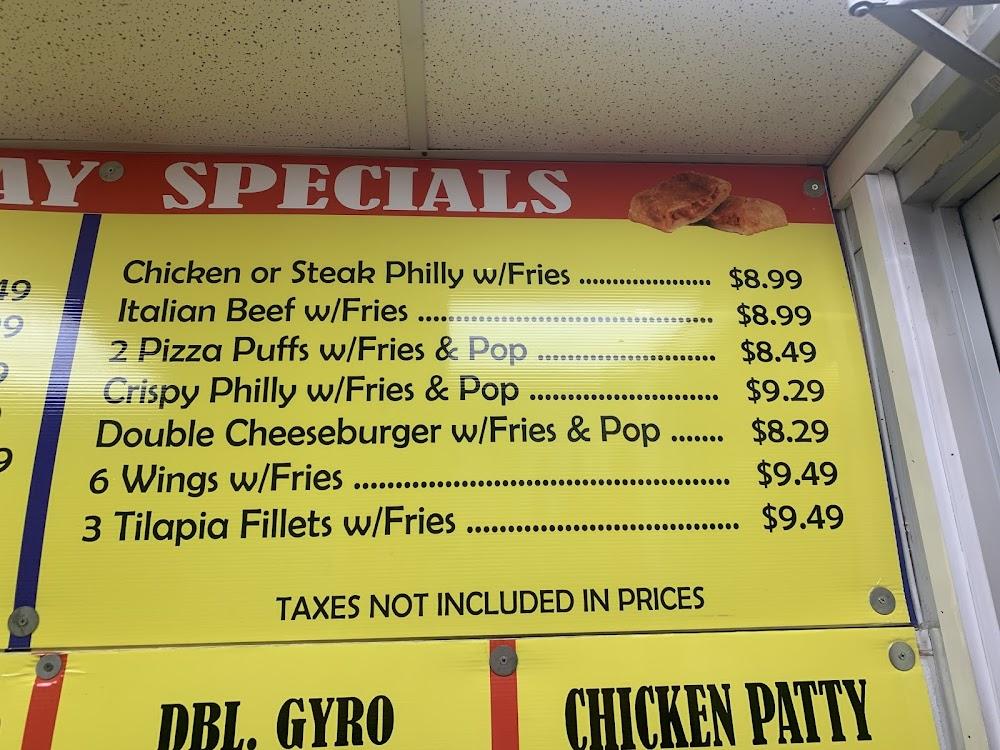 SPECIALS
Chicken or Steak Philly w/Fries ..................... $8.99
Italian Beef w/Fries ............................................... $8.99
2 Pizza Puffs w/Fries & Pop ............................ $8.49
Crispy Philly w/Fries & Pop ............................. $9.29
Double Cheeseburger w/Fries & Pop ....... $8.29
6 Wings w/Fries .............................................. $9.49
3 Tilapia Fillets w/Fries ................................. $9.49
TAXES NOT INCLUDED IN PRICES
DBL. GYRO
CHICKEN PATTY